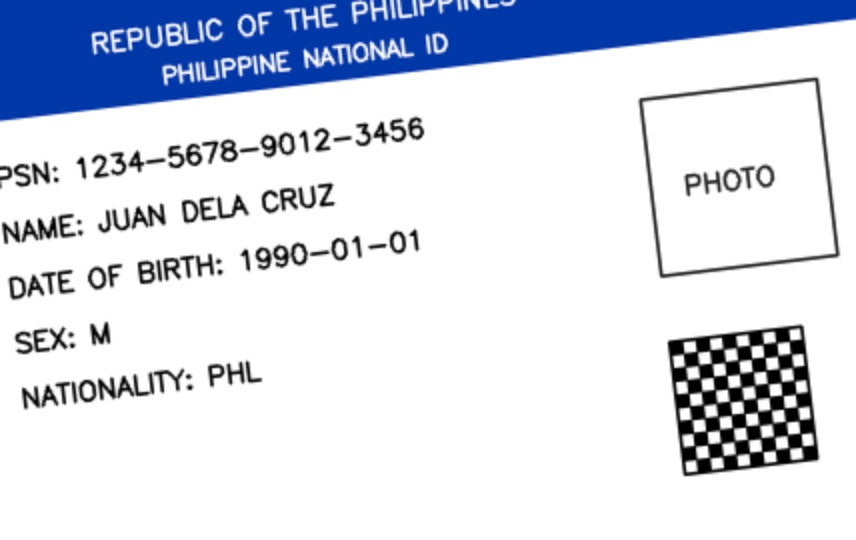 REPUBLIC OF THE PHILIPPINES
PHILIPPINE NATIONAL ID
PSN: 1234-5678-9012-3456
NAME: JUAN DELA CRUZ
DATE OF BIRTH: 1990-01-01
SEX: M
NATIONALITY: PHL
PHOTO